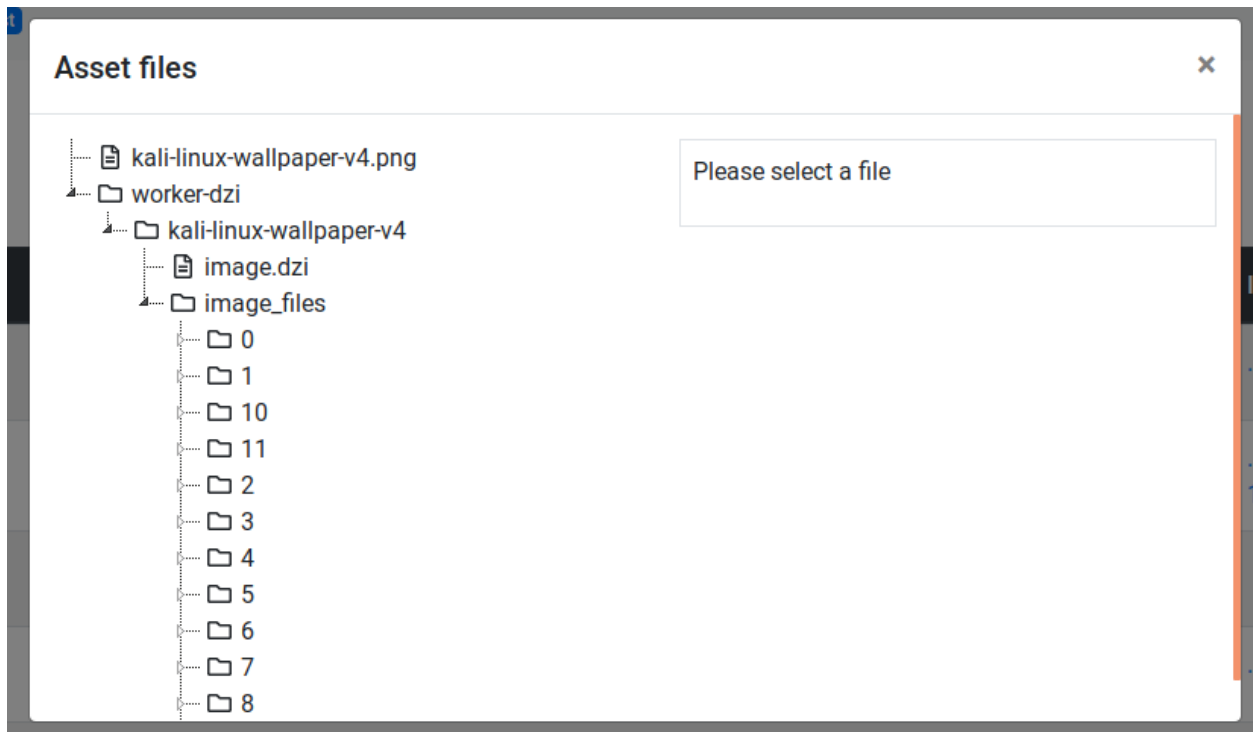 Asset files
×
kali-linux-wallpaper-v4.png
Please select a file
worker-dzi
kali-linux-wallpaper-v4
image.dzi
image_files
0
1
10
11
2
3
4
5
6
7
8